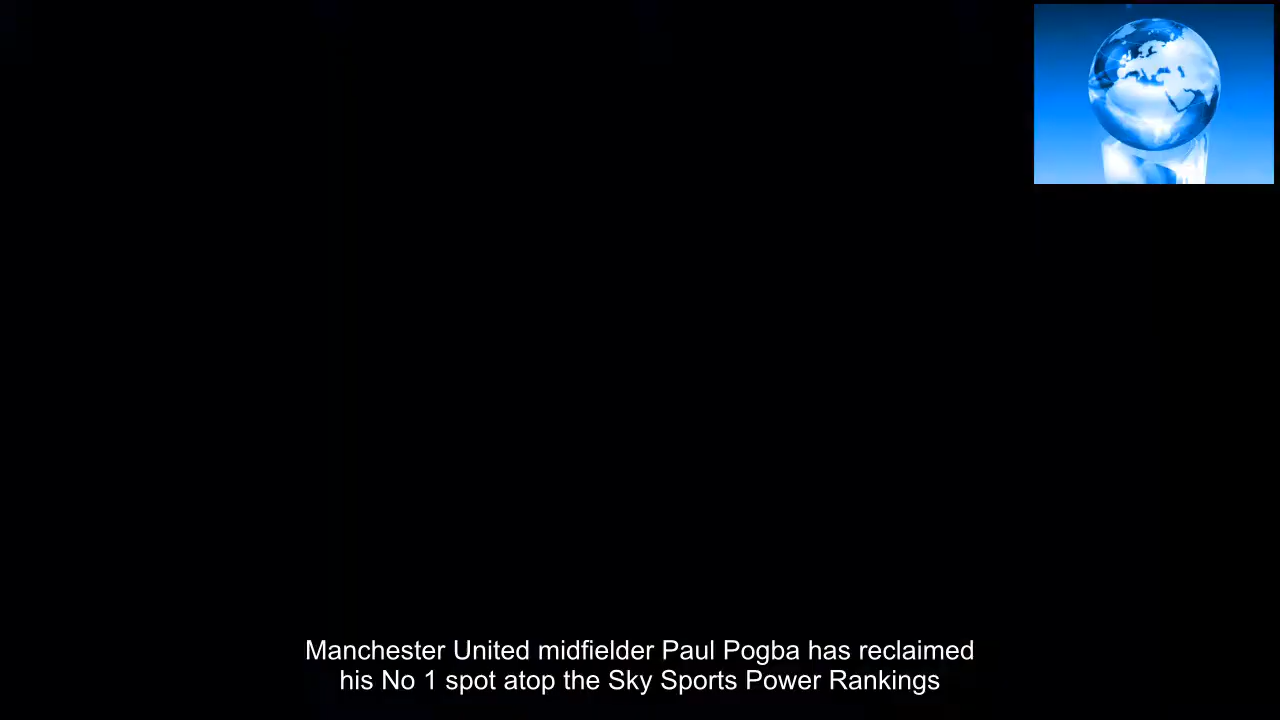 Manchester United midfielder Paul Pogba has reclaimed
his No 1 spot atop the Sky Sports Power Rankings